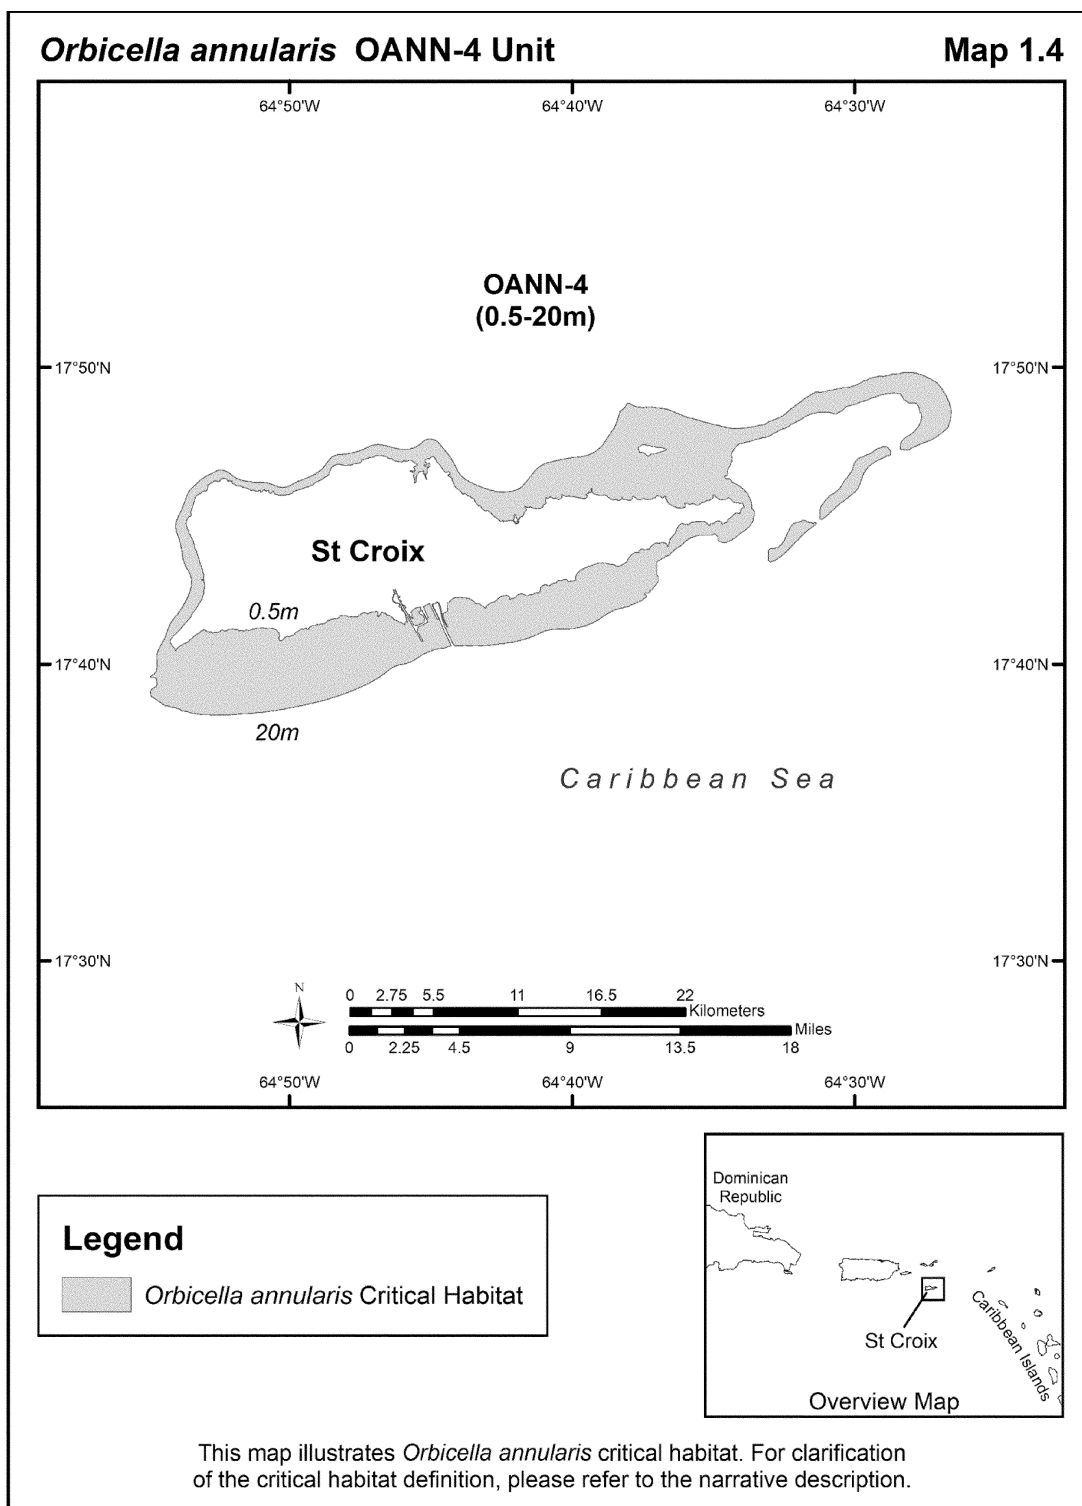 Orbicella annularis OANN-4 Unit Map 1.4
64°50'W 64°40'W 64°30'W
OANN-4
(0.5-20m)
17°50'N 17°50'N
St Croix
0.5m
17°40'N 17°40'N
20m
Caribbean Sea
17°30'N 17°30'N
N
0 2.75 5.5 11 16.5 22
Kilometers
Miles
0 2.25 4.5 9 13.5 18
64°50'W 64°40'W 64°30'W
Legend
Orbicella annularis Critical Habitat
Dominican
Republic
St Croix
Caribbean Islands
Overview Map
This map illustrates Orbicella annularis critical habitat. For clarification
of the critical habitat definition, please refer to the narrative description.